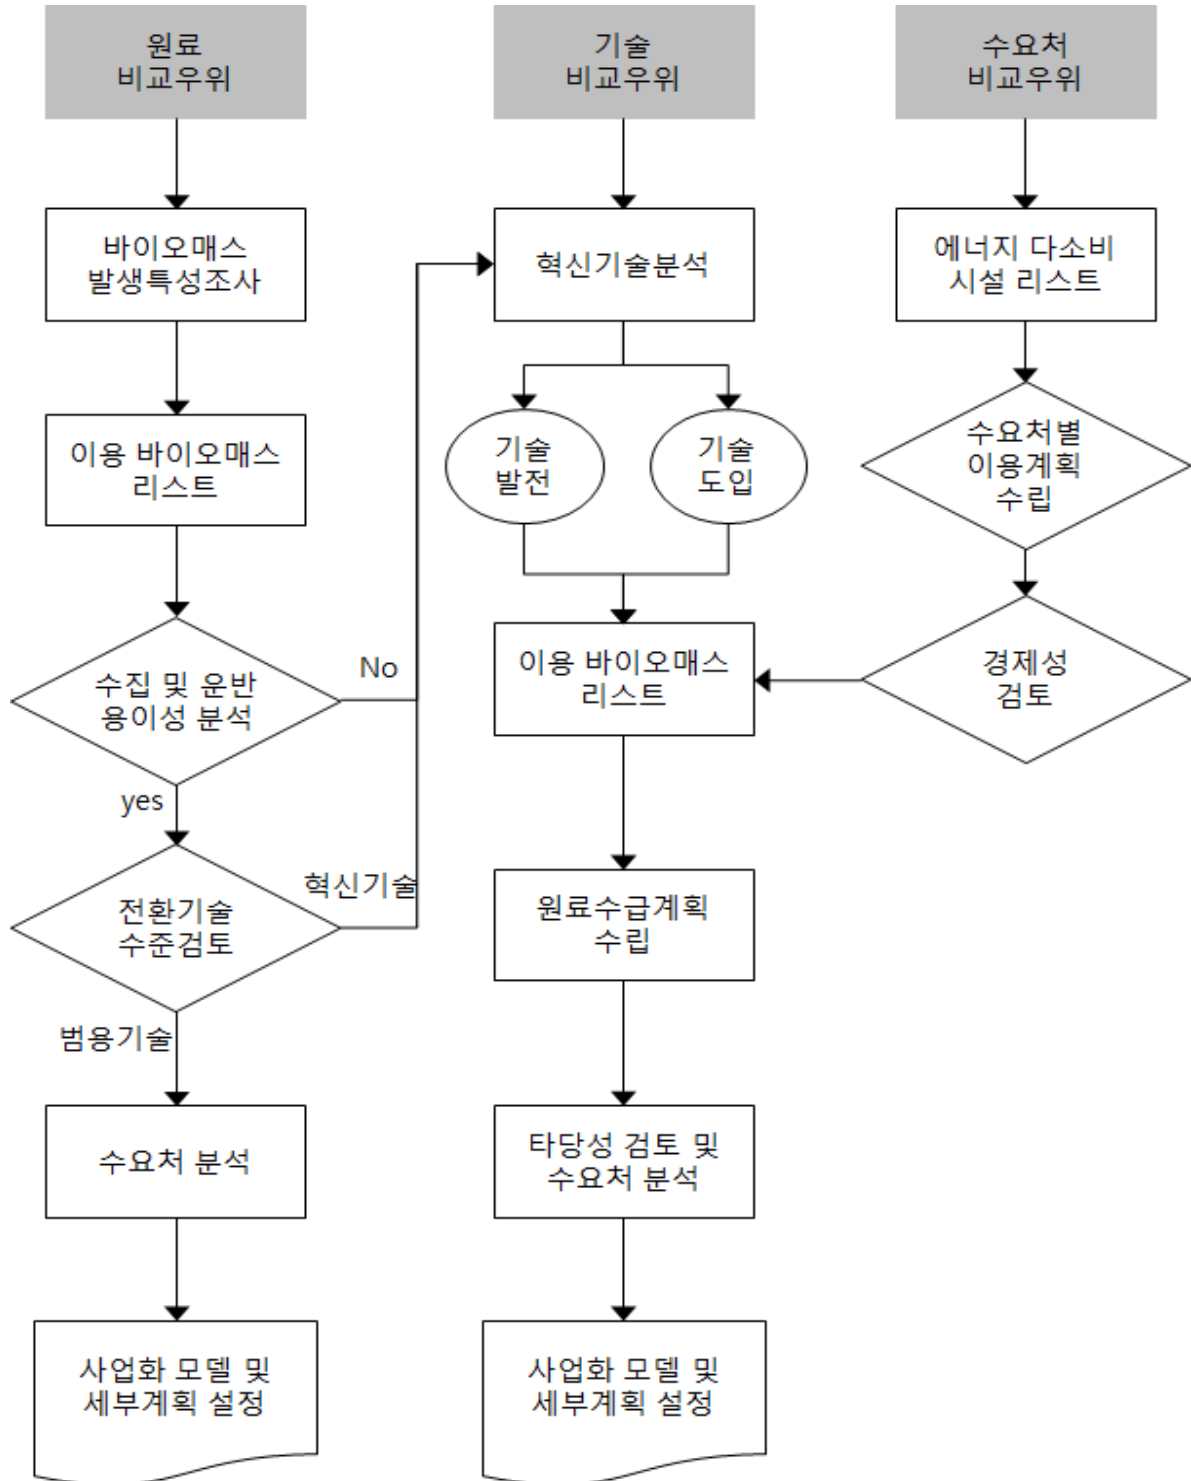 원료
비교우위
바이오매스
발생특성조사
이용 바이오매스
리스트
수집 및 운반
용이성 분석
No
yes
전환기술
수준검토
혁신기술
범용기술
수요처 분석
사업화 모델 및
세부계획 설정
기술
비교우위
혁신기술분석
기술
발전
기술
도입
이용 바이오매스
리스트
원료수급계획
수립
타당성 검토 및
수요처 분석
사업화 모델 및
세부계획 설정
수요처
비교우위
에너지 다소비
시설 리스트
수요처별
이용계획
수립
경제성
검토